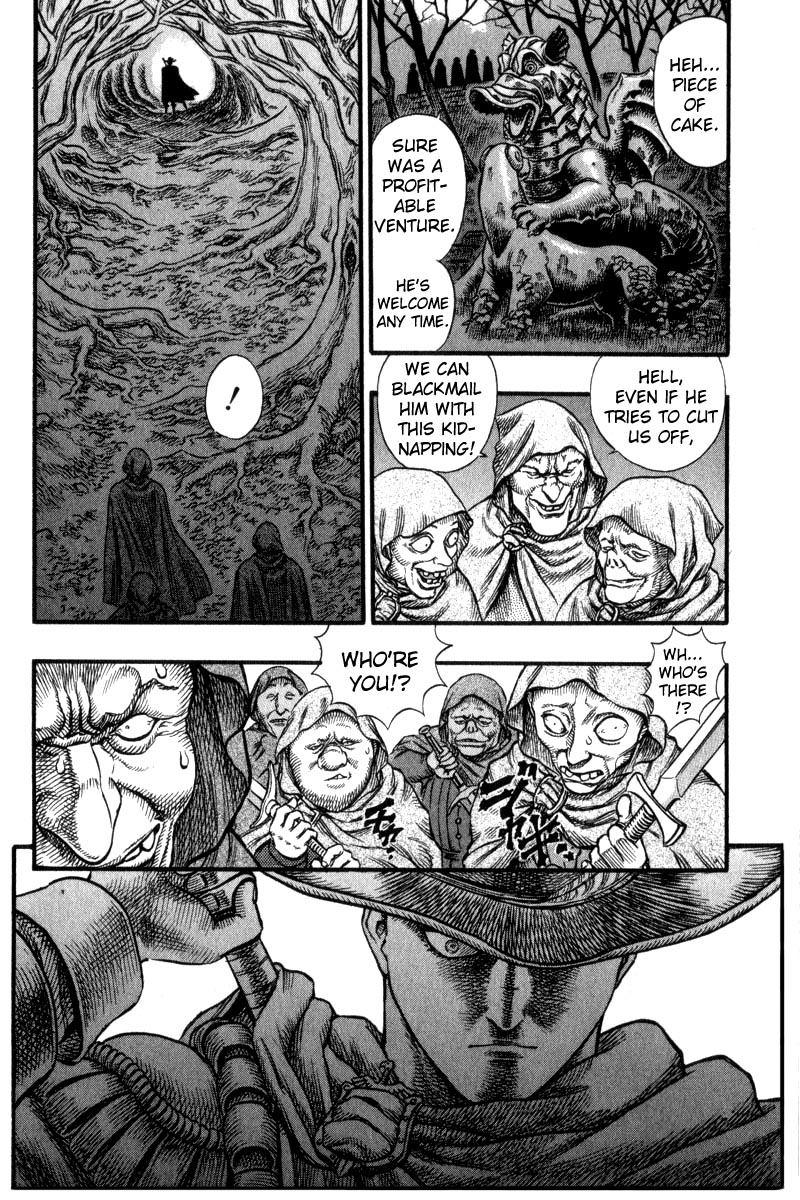 HEH...
PIECE
OF
CAKE.
SURE
WAS A
PROFIT-
ABLE
VENTURE.
HE'S
WELCOME
ANY TIME.
HELL,
EVEN IF HE
TRIES TO CUT
US OFF,
WE CAN
BLACKMAIL
HIM WITH
THIS KID-
NAPPING!
!
WH...
WHO'S
THERE
!?
WHO'RE
YOU!?